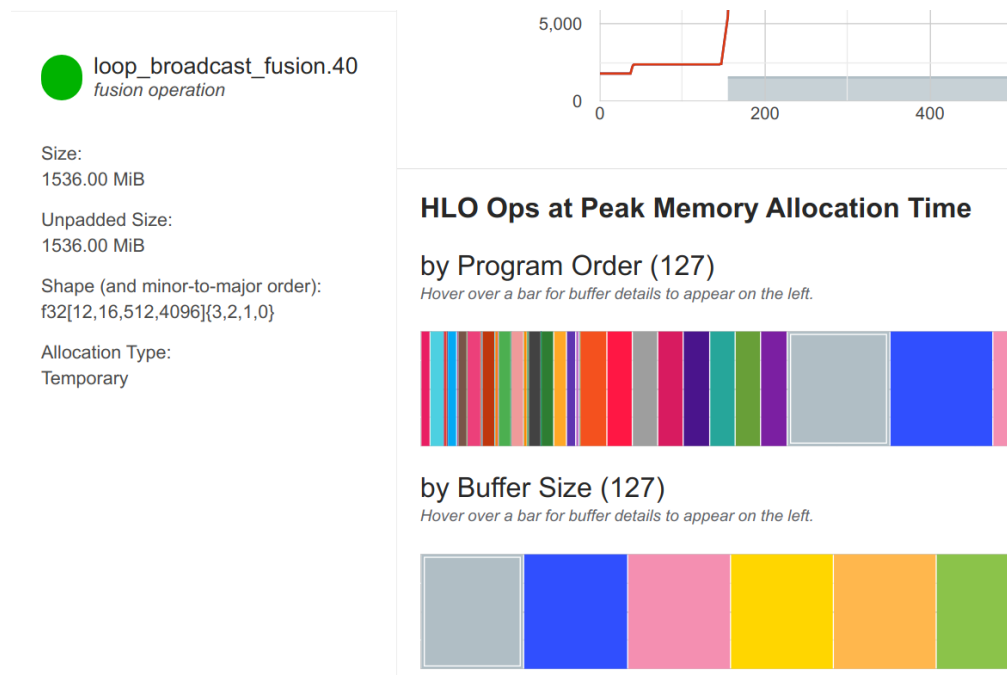 loop_broadcast_fusion.40
fusion operation
Size:
1536.00 MiB
Unpadded Size:
1536.00 MiB
Shape (and minor-to-major order):
f32[12,16,512,4096]{3,2,1,0}
Allocation Type:
Temporary
5,000
0
0
200
400
HLO Ops at Peak Memory Allocation Time
by Program Order (127)
Hover over a bar for buffer details to appear on the left.
by Buffer Size (127)
Hover over a bar for buffer details to appear on the left.